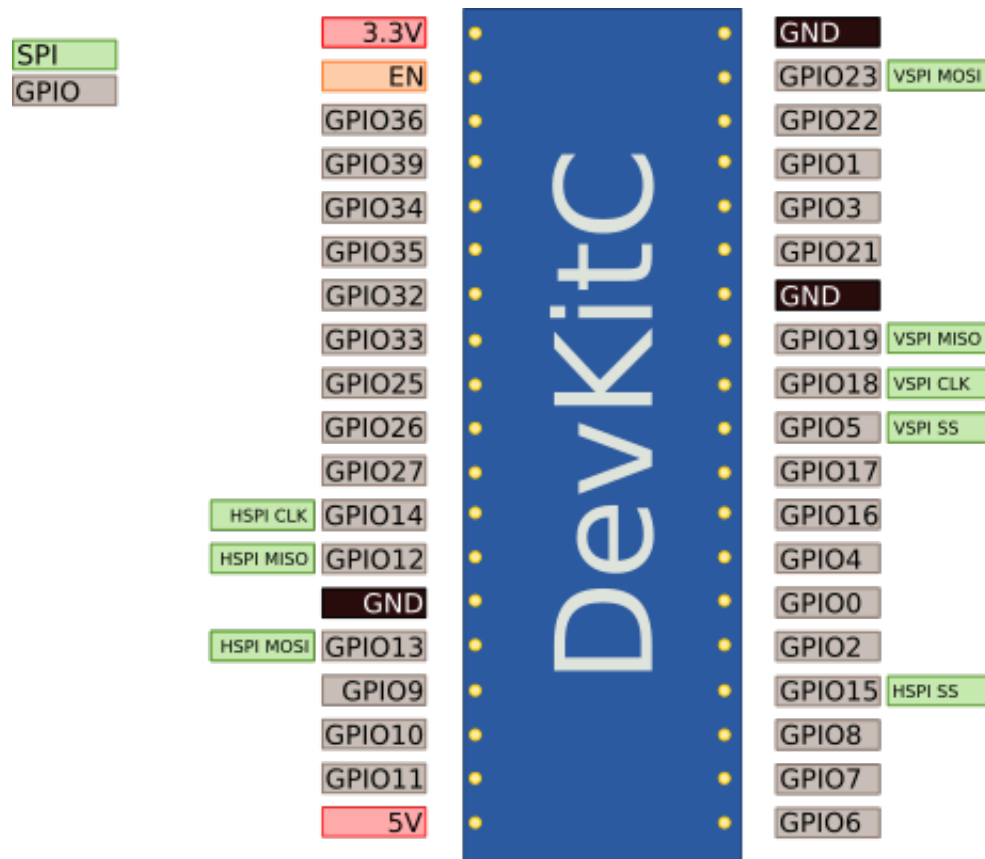 SPI
GPIO
3.3V
EN
GPIO36
GPIO39
GPIO34
GPIO35
GPIO32
GPIO33
GPIO25
GPIO26
GPIO27
HSPI CLK GPIO14
HSPI MISO GPIO12
GND
HSPI MOSI GPIO13
GPIO9
GPIO10
GPIO11
5V
DevKitC
GND
GPIO23 VSPI MOSI
GPIO22
GPIO1
GPIO3
GPIO21
GND
GPIO19 VSPI MISO
GPIO18 VSPI CLK
GPIO5 VSPI SS
GPIO17
GPIO16
GPIO4
GPIO0
GPIO2
GPIO15 HSPI SS
GPIO8
GPIO7
GPIO6